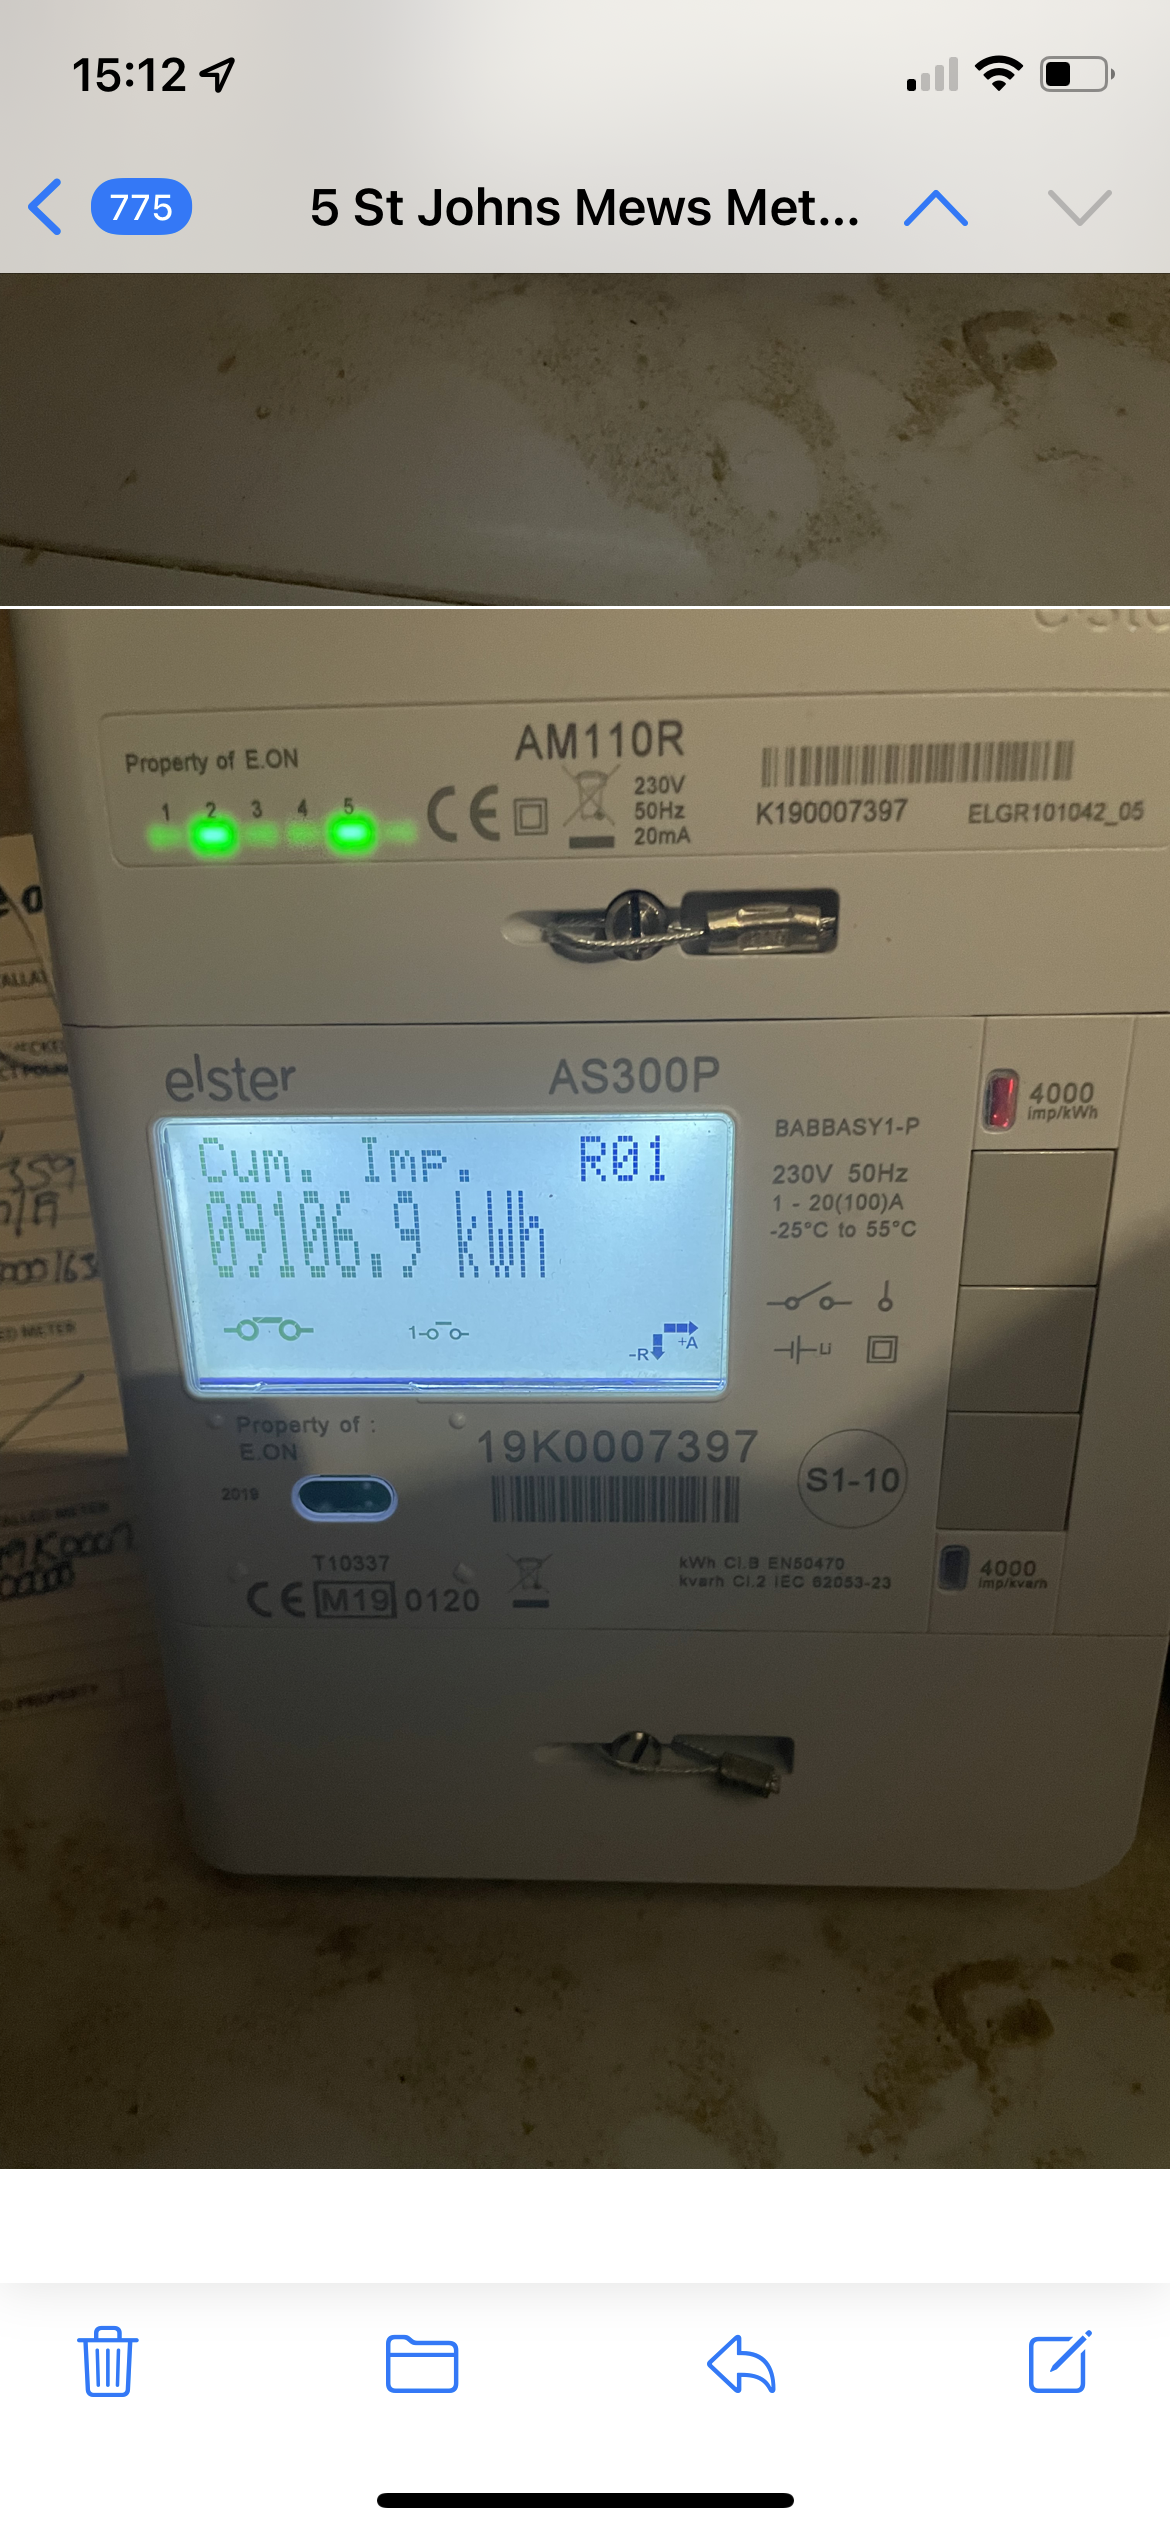 15:12
775
5 St Johns Mews Met...
Property of E.ON
1 2 3 4 5
AM110R
230V
50Hz
20mA
K190007397
ELGR101042_05
elster
AS300P
4000
imp/kWh
Cum. Imp. R01
09106.9 kWh
1
-R
+A
BABBASY1-P
230V 50Hz
1 - 20(100)A
-25°C to 55°C
Property of :
E.ON
2019
19K0007397
S1-10
T10337
CE M19 0120
kWh Cl.B EN50470
kvarh Cl.2 IEC 62053-23
4000
imp/kvarh
ED METER